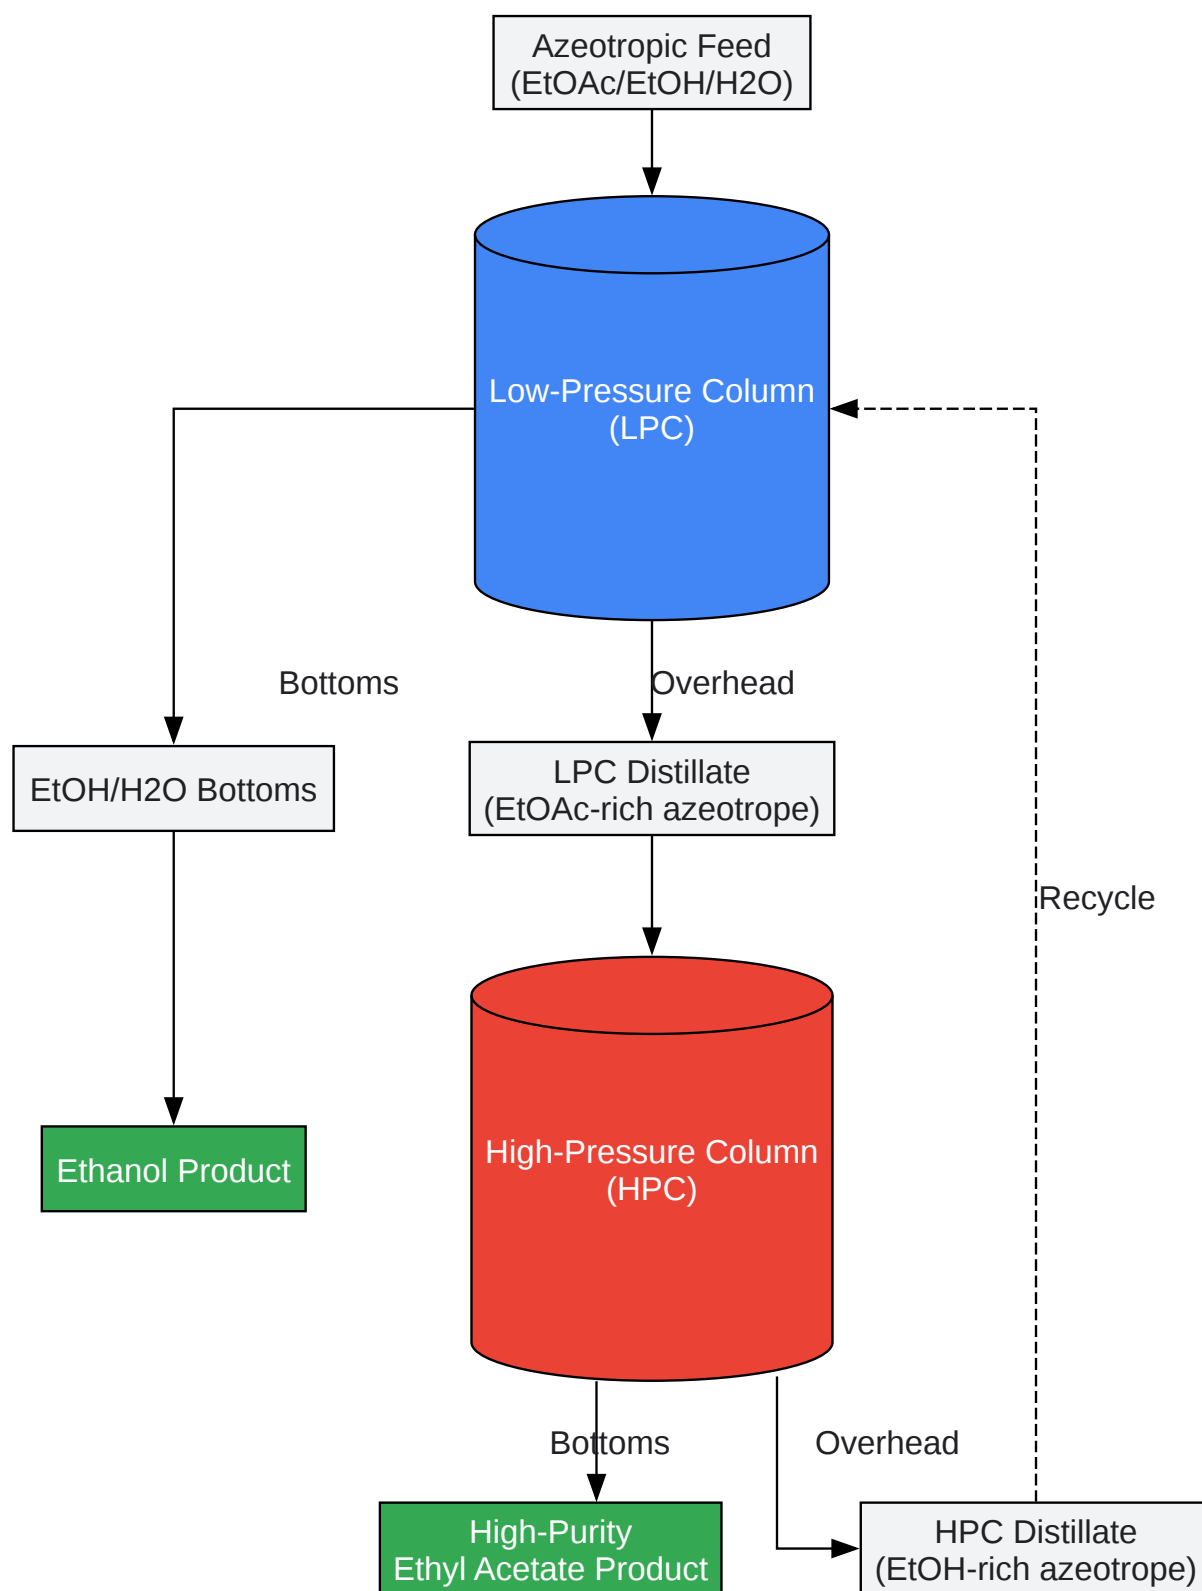 Azeotropic Feed
(EtOAc/EtOH/H2O)
Low-Pressure Column
(LPC)
Bottoms
Overhead
EtOH/H2O Bottoms
LPC Distillate
(EtOAc-rich azeotrope)
Recycle
High-Pressure Column
(HPC)
Ethanol Product
Bottoms
Overhead
High-Purity
Ethyl Acetate Product
HPC Distillate
(EtOH-rich azeotrope)